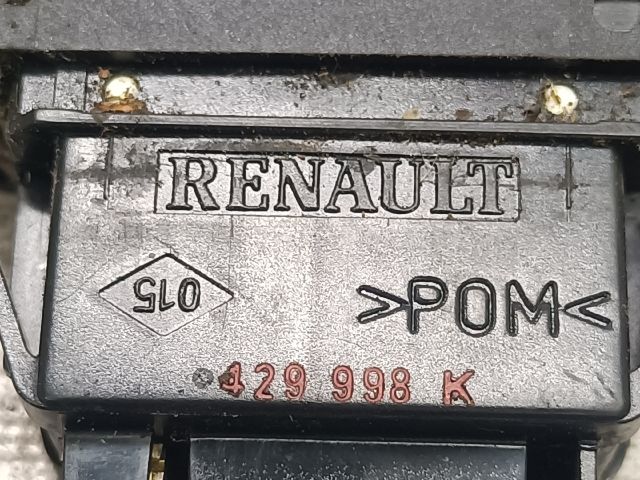 RENAULT
015
>POM<
429 998 K